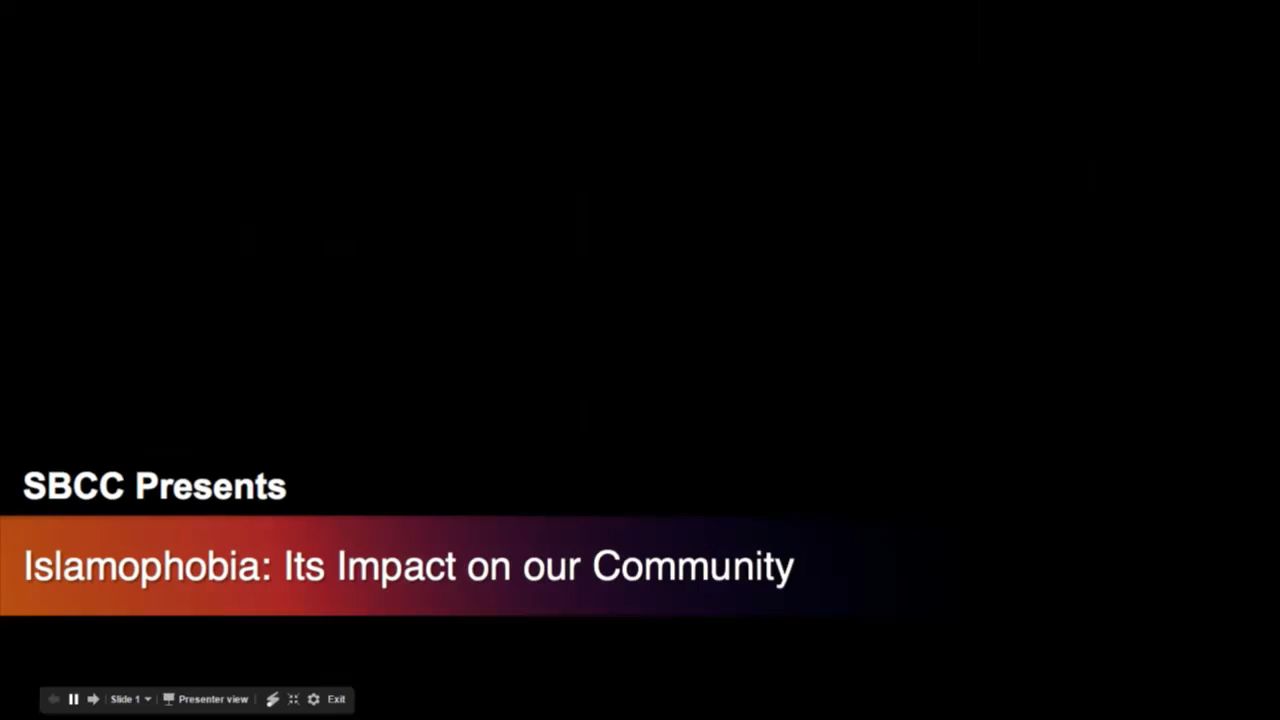 SBCC Presents
Islamophobia: Its Impact on our Community
Slide 1 Presenter view Exit